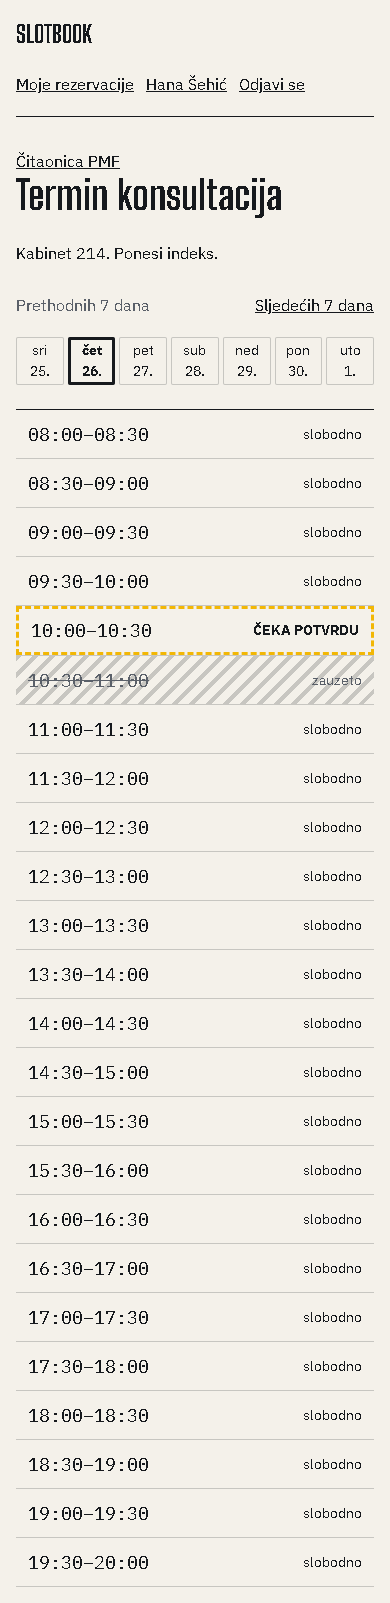 SLOTBOOK
Moje rezervacije Hana Šehić Odjavi se
Čitaonica PMF
Termin konsultacija
Kabinet 214. Ponesi indeks.
Prethodnih 7 dana Sljedećih 7 dana
sri čet pet sub ned pon uto
25. 26. 27. 28. 29. 30. 1.
08:00–08:30 slobodno
08:30–09:00 slobodno
09:00–09:30 slobodno
09:30–10:00 slobodno
10:00–10:30 ČEKA POTVRDU
10:30–11:00 zauzeto
11:00–11:30 slobodno
11:30–12:00 slobodno
12:00–12:30 slobodno
12:30–13:00 slobodno
13:00–13:30 slobodno
13:30–14:00 slobodno
14:00–14:30 slobodno
14:30–15:00 slobodno
15:00–15:30 slobodno
15:30–16:00 slobodno
16:00–16:30 slobodno
16:30–17:00 slobodno
17:00–17:30 slobodno
17:30–18:00 slobodno
18:00–18:30 slobodno
18:30–19:00 slobodno
19:00–19:30 slobodno
19:30–20:00 slobodno